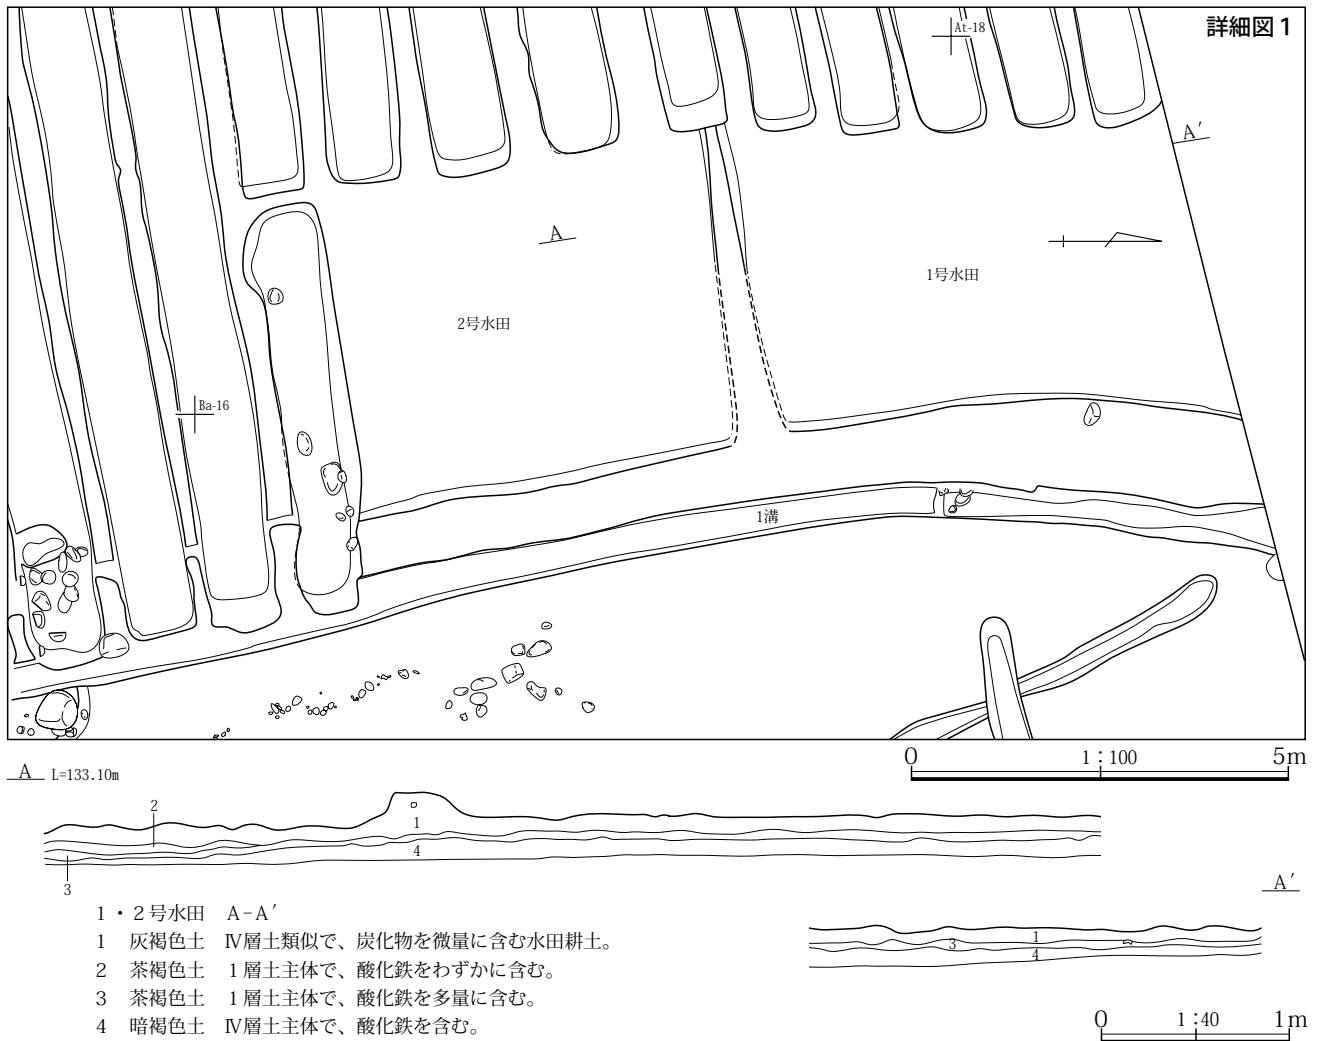 詳細図1
At-18
A′
A
1号水田
2号水田
Ba-16
1溝
0 1：100 5m
A L=133.10m
2
1
4
3
A′
1
3
4
1・2号水田 A-A′
1 灰褐色土 Ⅳ層土類似で、炭化物を微量に含む水田耕土。
2 茶褐色土 1層土主体で、酸化鉄をわずかに含む。
3 茶褐色土 1層土主体で、酸化鉄を多量に含む。
4 暗褐色土 Ⅳ層土主体で、酸化鉄を含む。
0 1：40 1m